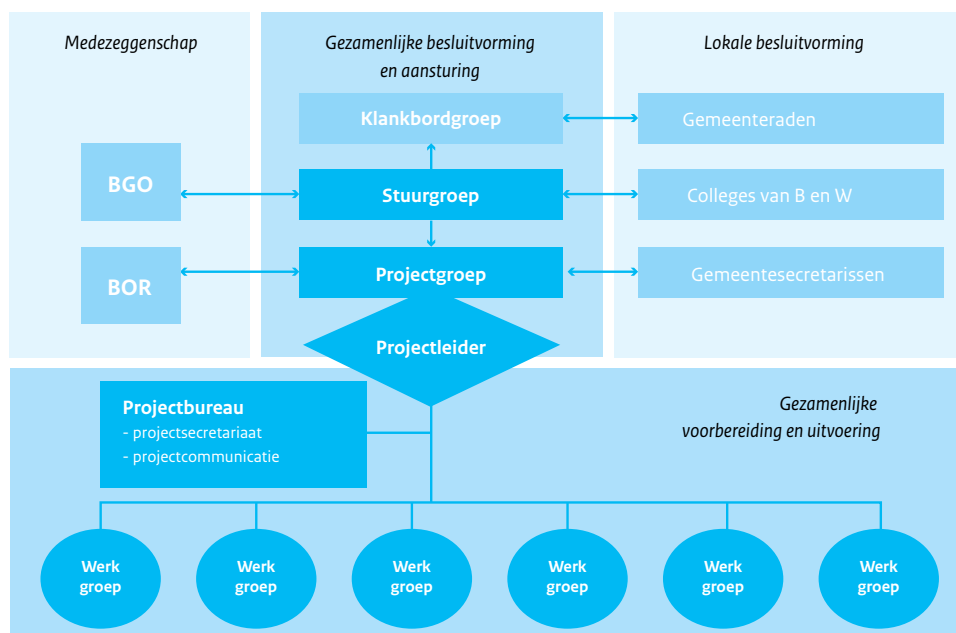 Medezeggenschap
Gezamenlijke besluitvorming
en aansturing
Lokale besluitvorming
Klankbordgroep
Gemeenteraden
BGO
Stuurgroep
Colleges van B en W
BOR
Projectgroep
Gemeentesecretarissen
Projectleider
Projectbureau
- projectsecretariaat
- projectcommunicatie
Gezamenlijke
voorbereiding en uitvoering
Werk
groep
Werk
groep
Werk
groep
Werk
groep
Werk
groep
Werk
groep